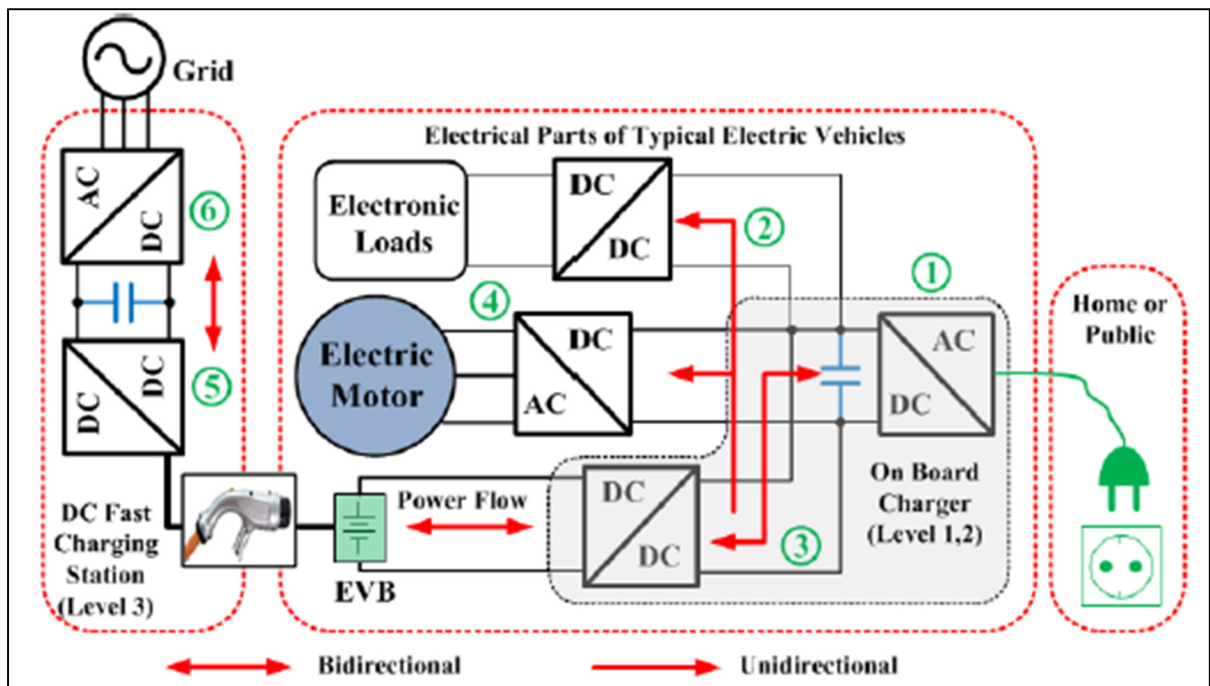 Grid
Electrical Parts of Typical Electric Vehicles
AC
DC
6
DC
DC
5
DC Fast
Charging
Station
(Level 3)
Electronic
Loads
DC
DC
2
4
Electric
Motor
DC
AC
1
AC
DC
On Board
Charger
(Level 1,2)
Power Flow
EVB
DC
DC
3
Home or
Public
Bidirectional
Unidirectional